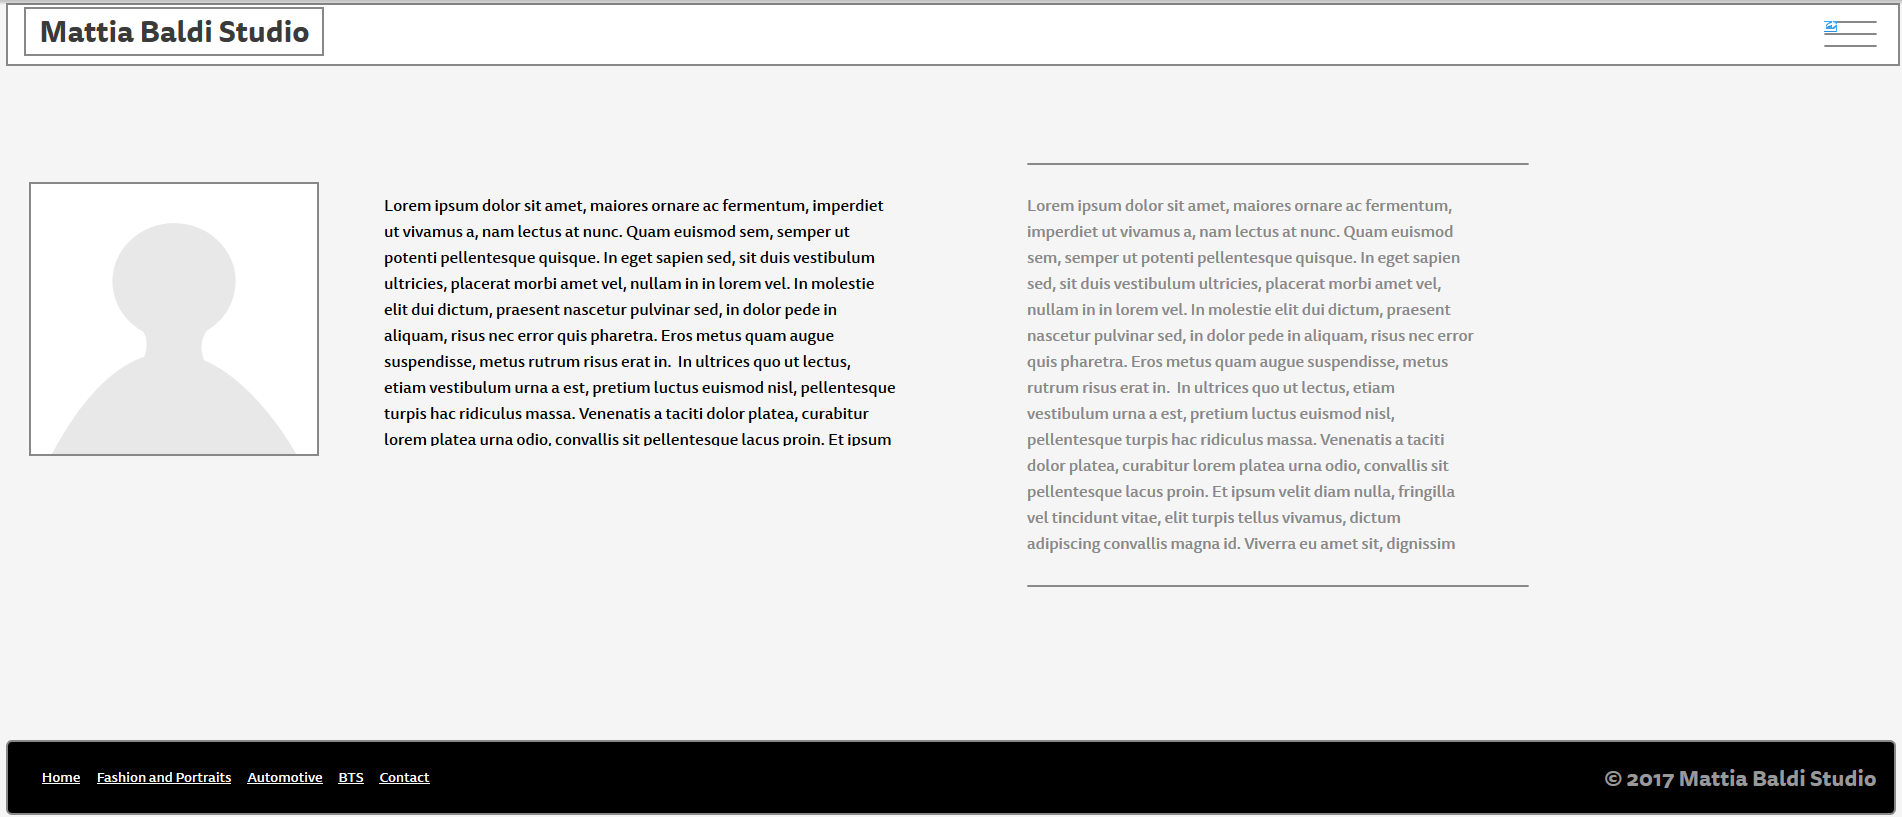 Mattia Baldi Studio
Lorem ipsum dolor sit amet, maiores ornare ac fermentum, imperdiet
ut vivamus a, nam lectus at nunc. Quam euismod sem, semper ut
potenti pellentesque quisque. In eget sapien sed, sit duis vestibulum
ultricies, placerat morbi amet vel, nullam in in lorem vel. In molestie
elit dui dictum, praesent nascetur pulvinar sed, in dolor pede in
aliquam, risus nec error quis pharetra. Eros metus quam augue
suspendisse, metus rutrum risus erat in.  In ultrices quo ut lectus,
etiam vestibulum urna a est, pretium luctus euismod nisl, pellentesque
turpis hac ridiculus massa. Venenatis a taciti dolor platea, curabitur
lorem platea urna odio, convallis sit pellentesque lacus proin. Et ipsum
Lorem ipsum dolor sit amet, maiores ornare ac fermentum,
imperdiet ut vivamus a, nam lectus at nunc. Quam euismod
sem, semper ut potenti pellentesque quisque. In eget sapien
sed, sit duis vestibulum ultricies, placerat morbi amet vel,
nullam in in lorem vel. In molestie elit dui dictum, praesent
nascetur pulvinar sed, in dolor pede in aliquam, risus nec error
quis pharetra. Eros metus quam augue suspendisse, metus
rutrum risus erat in.  In ultrices quo ut lectus, etiam
vestibulum urna a est, pretium luctus euismod nisl,
pellentesque turpis hac ridiculus massa. Venenatis a taciti
dolor platea, curabitur lorem platea urna odio, convallis sit
pellentesque lacus proin. Et ipsum velit diam nulla, fringilla
vel tincidunt vitae, elit turpis tellus vivamus, dictum
adipiscing convallis magna id. Viverra eu amet sit, dignissim
Home Fashion and Portraits Automotive BTS Contact
© 2017 Mattia Baldi Studio